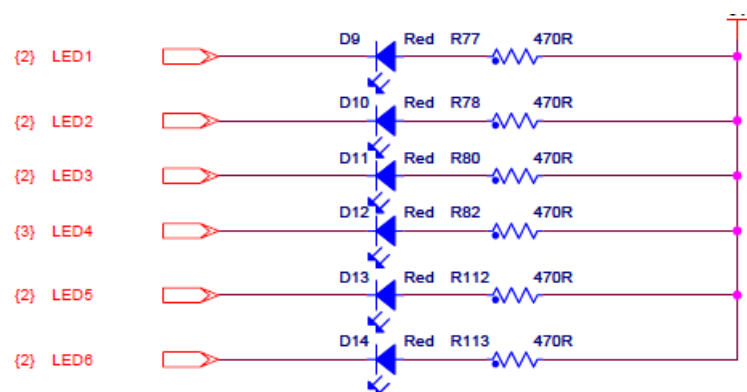 {2} LED1 D9 Red R77 470R
{2} LED2 D10 Red R78 470R
{2} LED3 D11 Red R80 470R
{3} LED4 D12 Red R82 470R
{2} LED5 D13 Red R112 470R
{2} LED6 D14 Red R113 470R